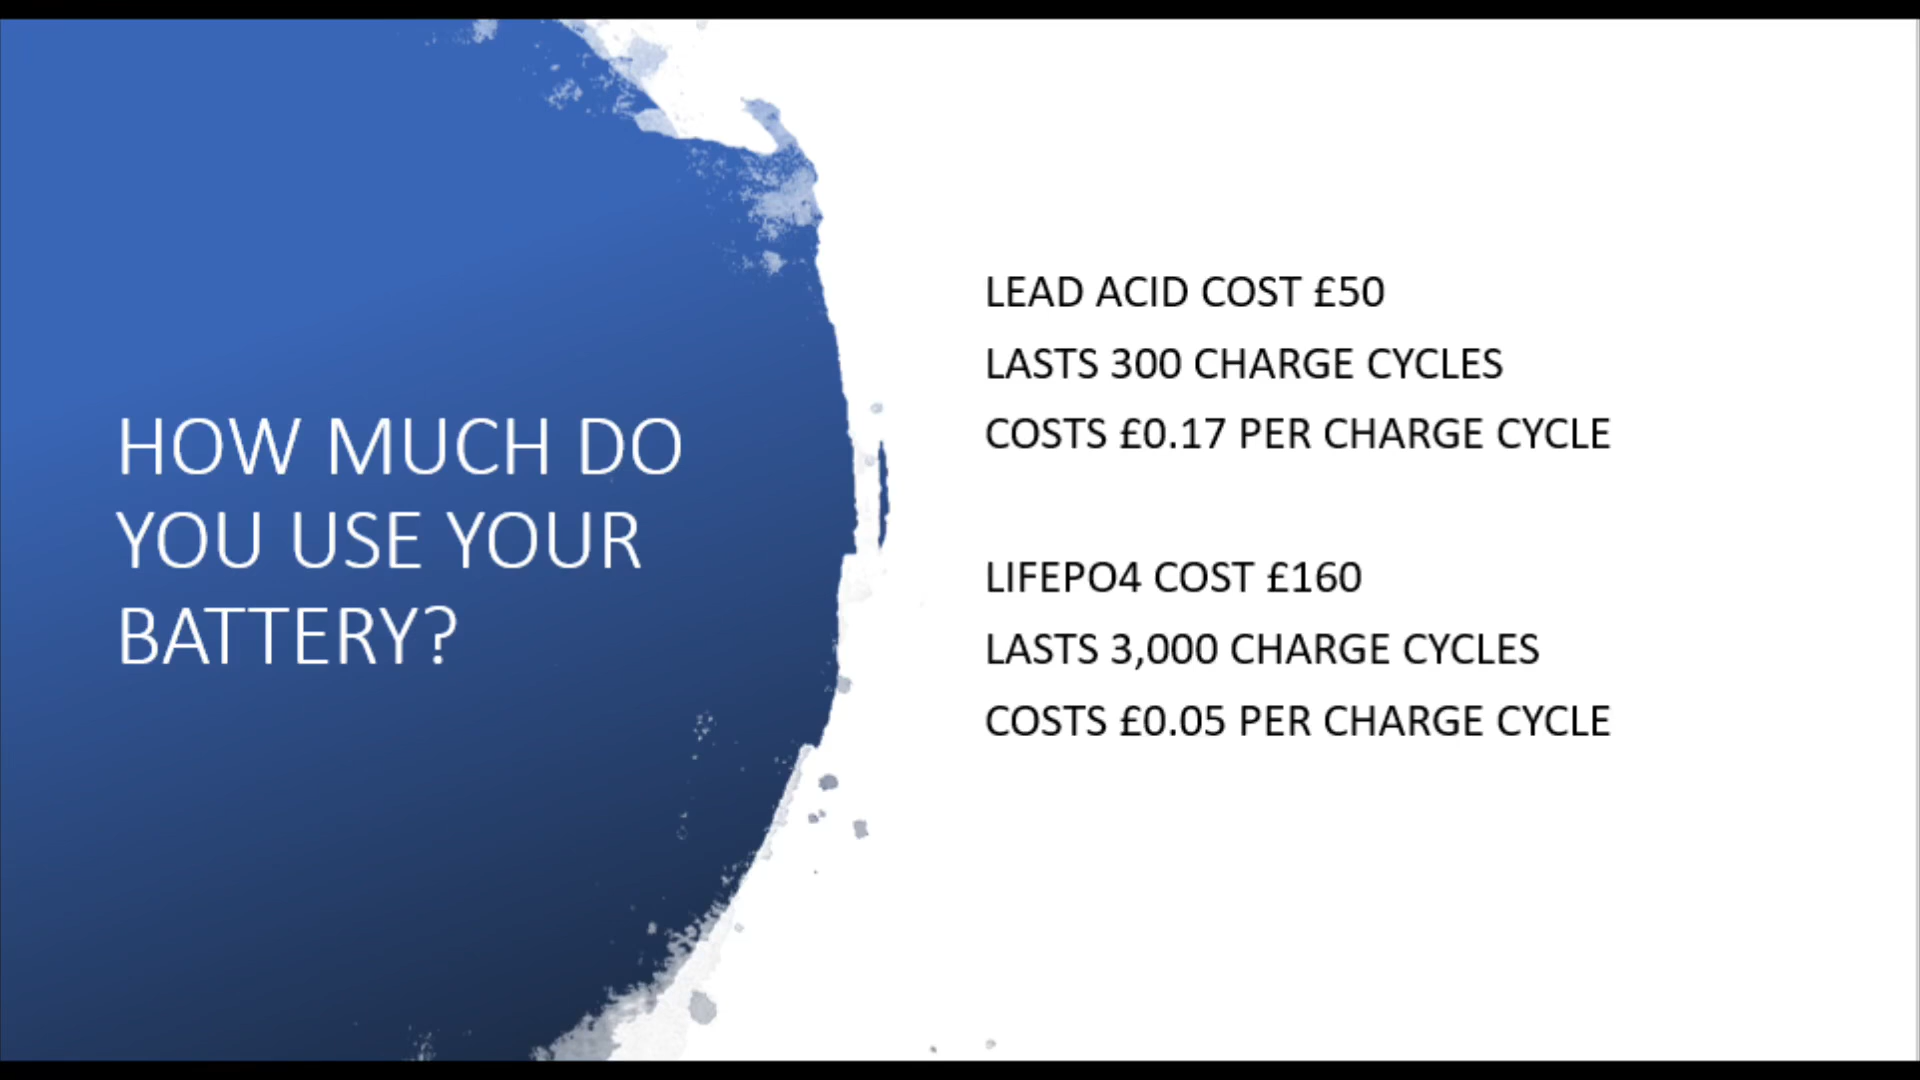 HOW MUCH DO
YOU USE YOUR
BATTERY?
LEAD ACID COST £50
LASTS 300 CHARGE CYCLES
COSTS £0.17 PER CHARGE CYCLE
LIFEPO4 COST £160
LASTS 3,000 CHARGE CYCLES
COSTS £0.05 PER CHARGE CYCLE